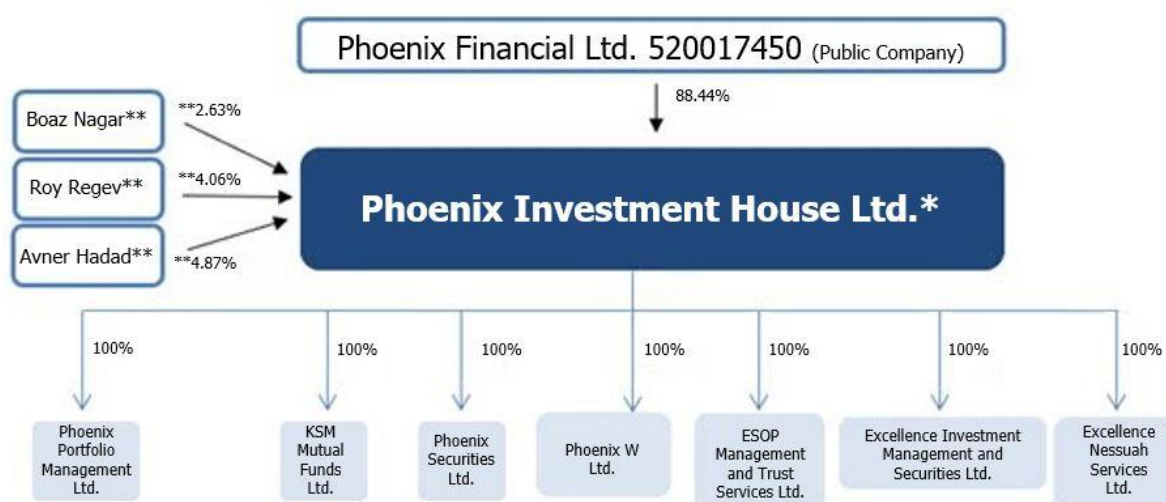 Phoenix Financial Ltd. 520017450 (Public Company)
88.44%
Boaz Nagar**
**2.63%
Roy Regev**
**4.06%
Avner Hadad**
**4.87%
Phoenix Investment House Ltd.*
100%
100%
100%
100%
100%
100%
100%
Phoenix
Portfolio
Management
Ltd.
KSM
Mutual
Funds
Ltd.
Phoenix
Securities
Ltd.
Phoenix W
Ltd.
ESOP
Management
and Trust
Services Ltd.
Excellence Investment
Management and
Securities Ltd.
Excellence
Nessuah
Services
Ltd.